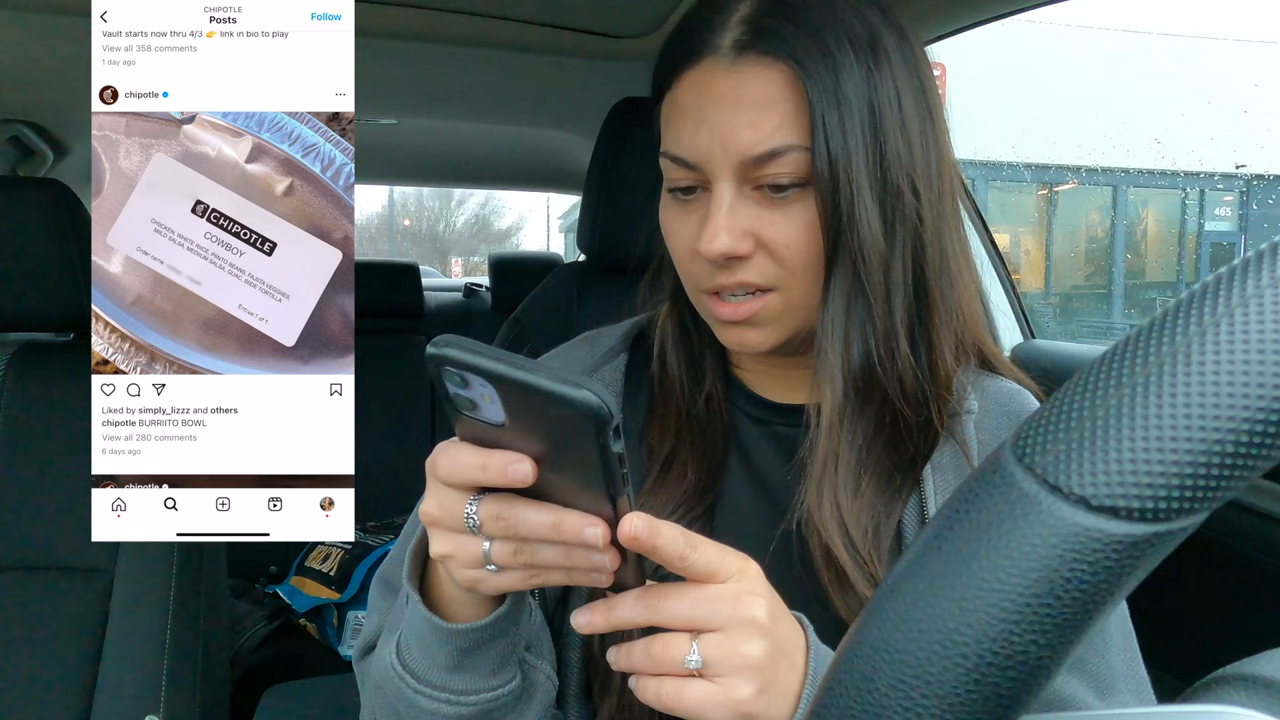 CHIPOTLE
Posts
Follow
Vault starts now thru 4/3 👉 link in bio to play
View all 358 comments
1 day ago
chipotle
CHIPOTLE
COWBOY
CHICKEN, WHITE RICE, PINTO BEANS, FAJITA VEGGIES,
MILD SALSA, MEDIUM SALSA, GUAC, SIDE TORTILLA
Order name
Entree 1 of 1
Liked by simply_lizzz and others
chipotle BURRIITO BOWL
View all 280 comments
6 days ago
chipotle
465